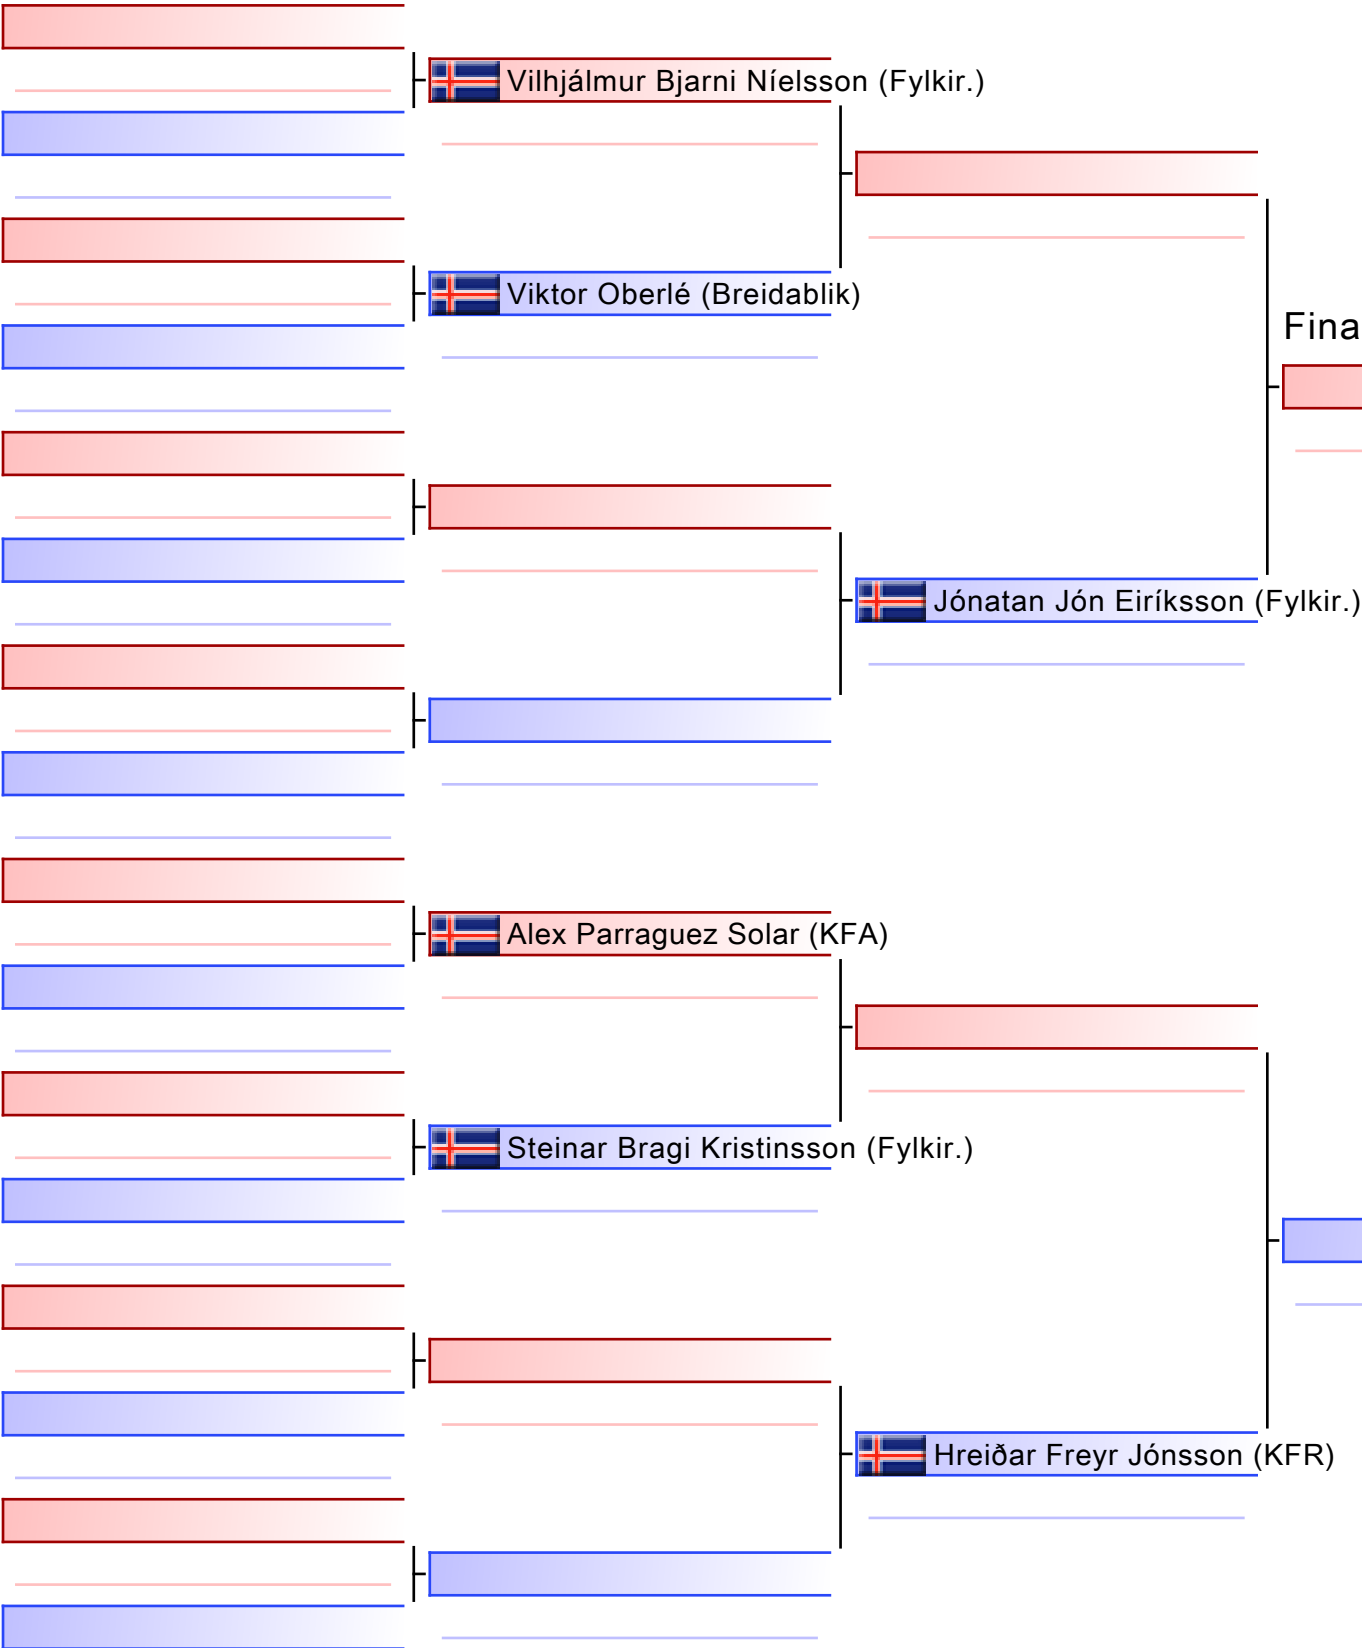 Vilhjálmur Bjarni Níelsson (Fylkir.)
Viktor Oberlé (Breidablik)
Fina
Jónatan Jón Eiríksson (Fylkir.)
Alex Parraguez Solar (KFA)
Steinar Bragi Kristinsson (Fylkir.)
Hreiðar Freyr Jónsson (KFR)